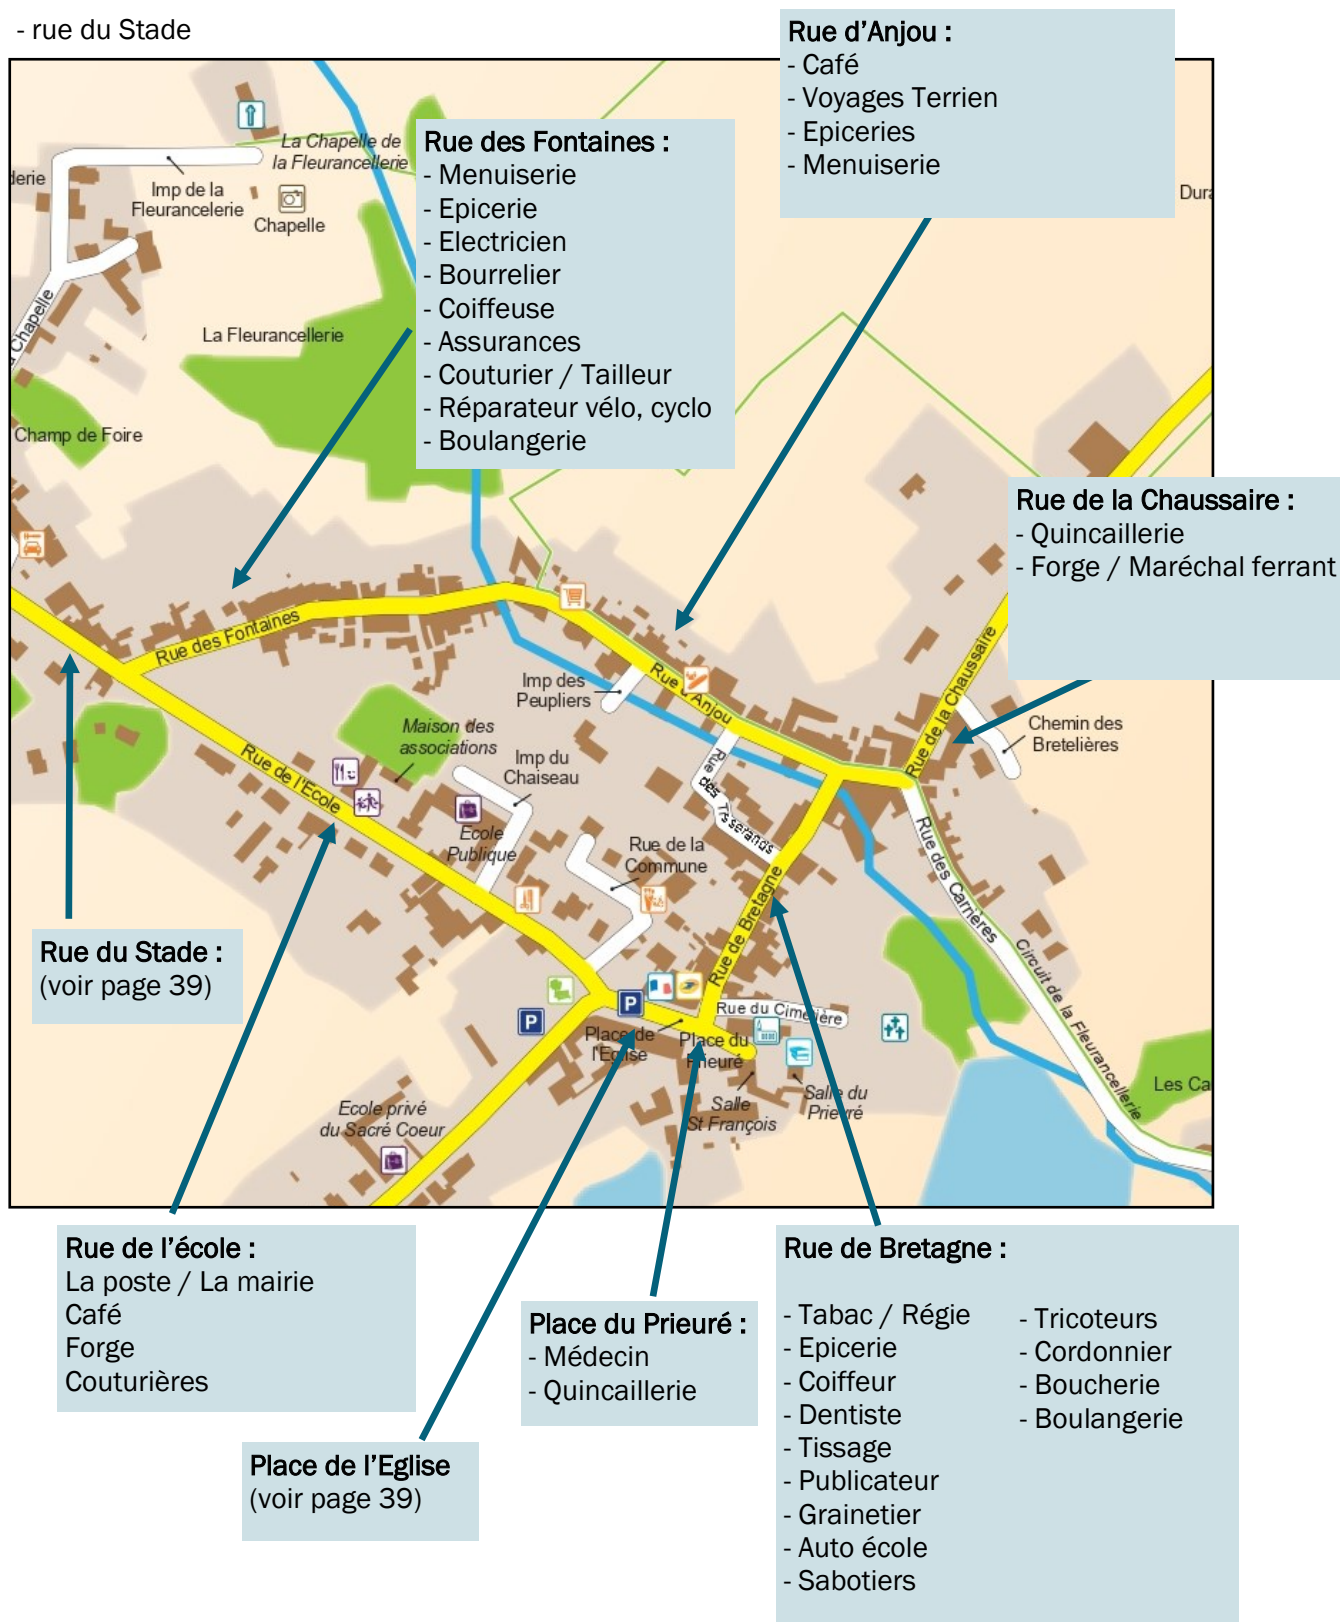 - rue du Stade
Rue d'Anjou :
- Café
- Voyages Terrien
- Epiceries
- Menuiserie
Rue des Fontaines :
- Menuiserie
- Epicerie
- Electricien
- Bourrelier
- Coiffeuse
- Assurances
- Couturier / Tailleur
- Réparateur vélo, cyclo
- Boulangerie
La Chapelle de
la Fleurancellerie
derie
Imp de la
Fleurancelerie
Chapelle
Chapelle
La Fleurancellerie
Champ de Foire
Rue de la Chaussaire :
- Quincaillerie
- Forge / Maréchal ferrant
Rue des Fontaines
Imp des
Peupliers
Rue d'Anjou
Rue de la Chaussaire
Chemin des
Bretelières
Maison des
associations
Imp du
Chaiseau
Rue de l'Ecole
Ecole
Publique
Rue des Tisserands
Rue de la
Commune
Rue de Bretagne
Rue des Carrières
Circuit de la Fleurancellerie
Rue du Stade :
(voir page 39)
P
P
Rue du Cimetière
Place de
l'Eglise
Place du
Prieuré
Salle
St François
Salle du
Prieuré
Les Ca
Ecole privé
du Sacré Coeur
Rue de l'école :
La poste / La mairie
Café
Forge
Couturières
Place de l'Eglise
(voir page 39)
Place du Prieuré :
- Médecin
- Quincaillerie
Rue de Bretagne :
- Tabac / Régie
- Epicerie
- Coiffeur
- Dentiste
- Tissage
- Publicateur
- Grainetier
- Auto école
- Sabotiers
- Tricoteurs
- Cordonnier
- Boucherie
- Boulangerie